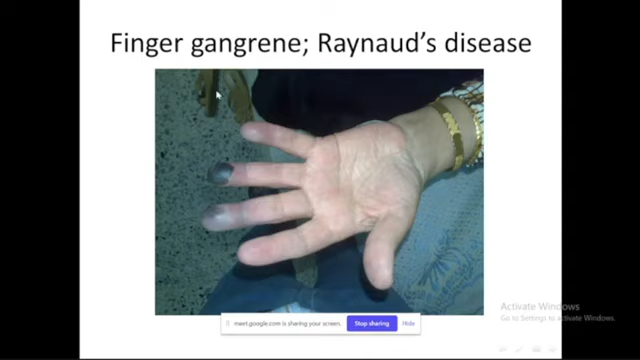 Finger gangrene; Raynaud's disease
Activate Windows
Go to Settings to activate Windows.
meet.google.com is sharing your screen.
Stop sharing
Hide